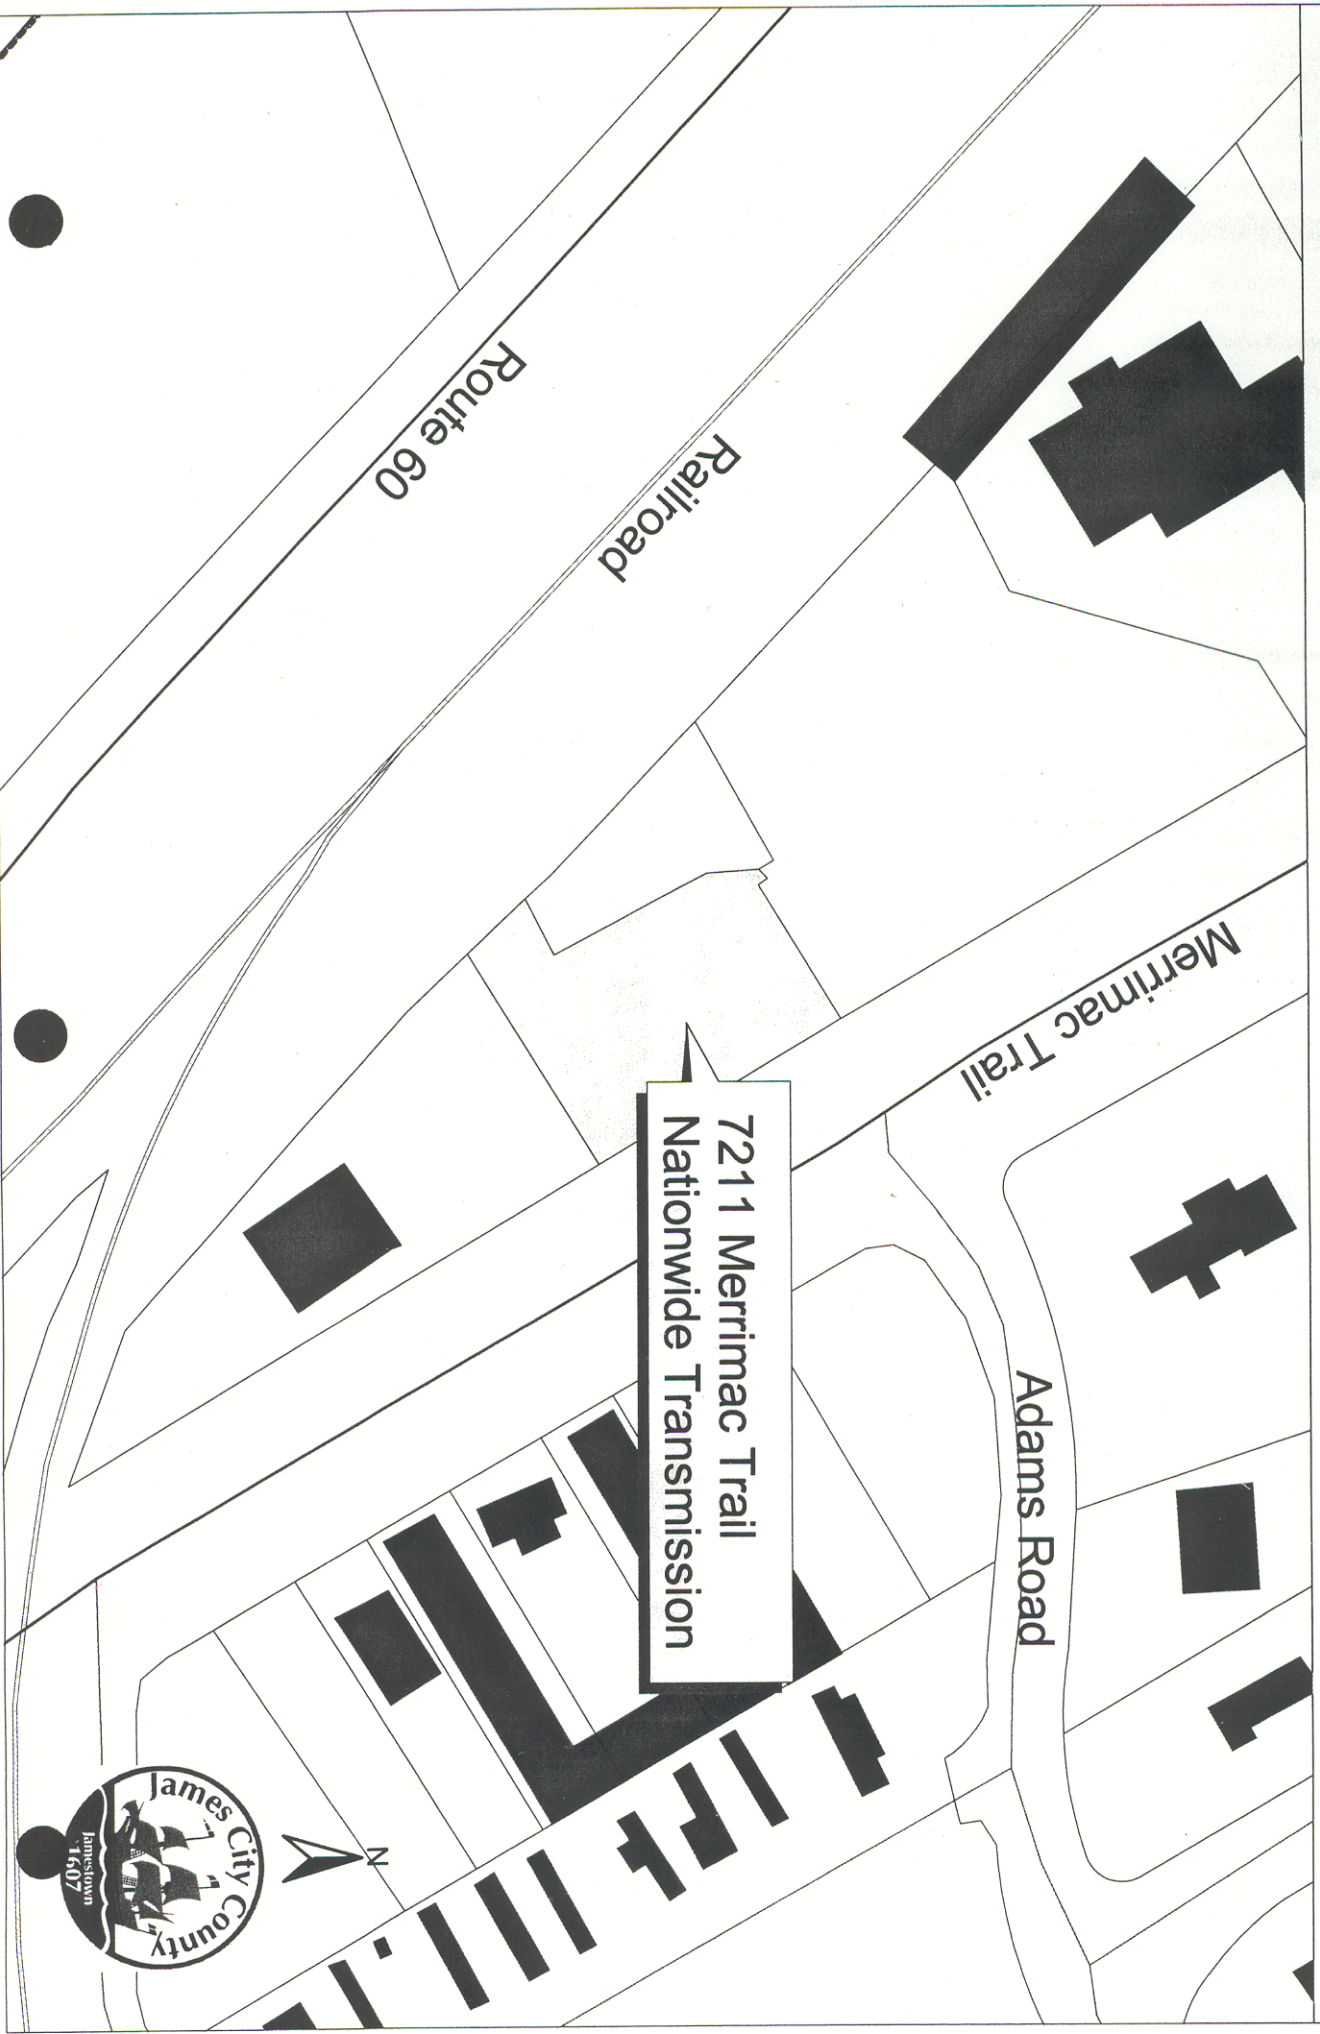 Merrimac Trail
Adams Road
Railroad
7211 Merrimac Trail
Nationwide Transmission
Route 60
N
James City County
Jamestown
1607